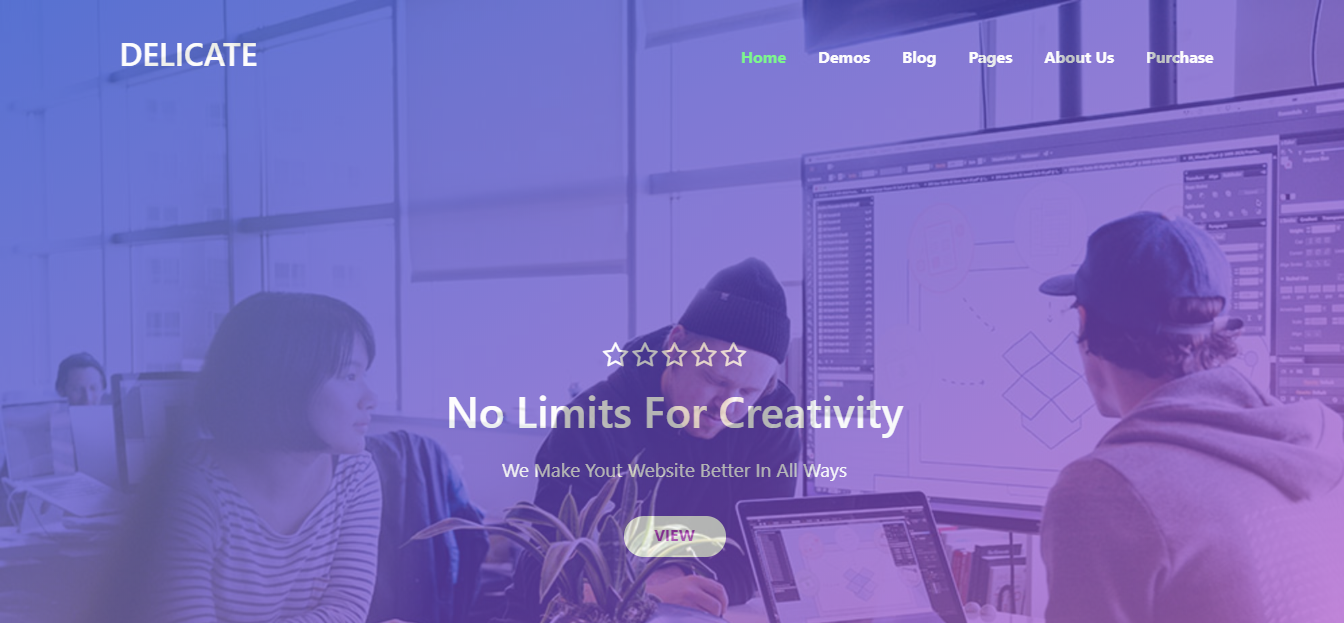 DELICATE
Home Demos Blog Pages About Us Purchase
No Limits For Creativity
We Make Yout Website Better In All Ways
VIEW